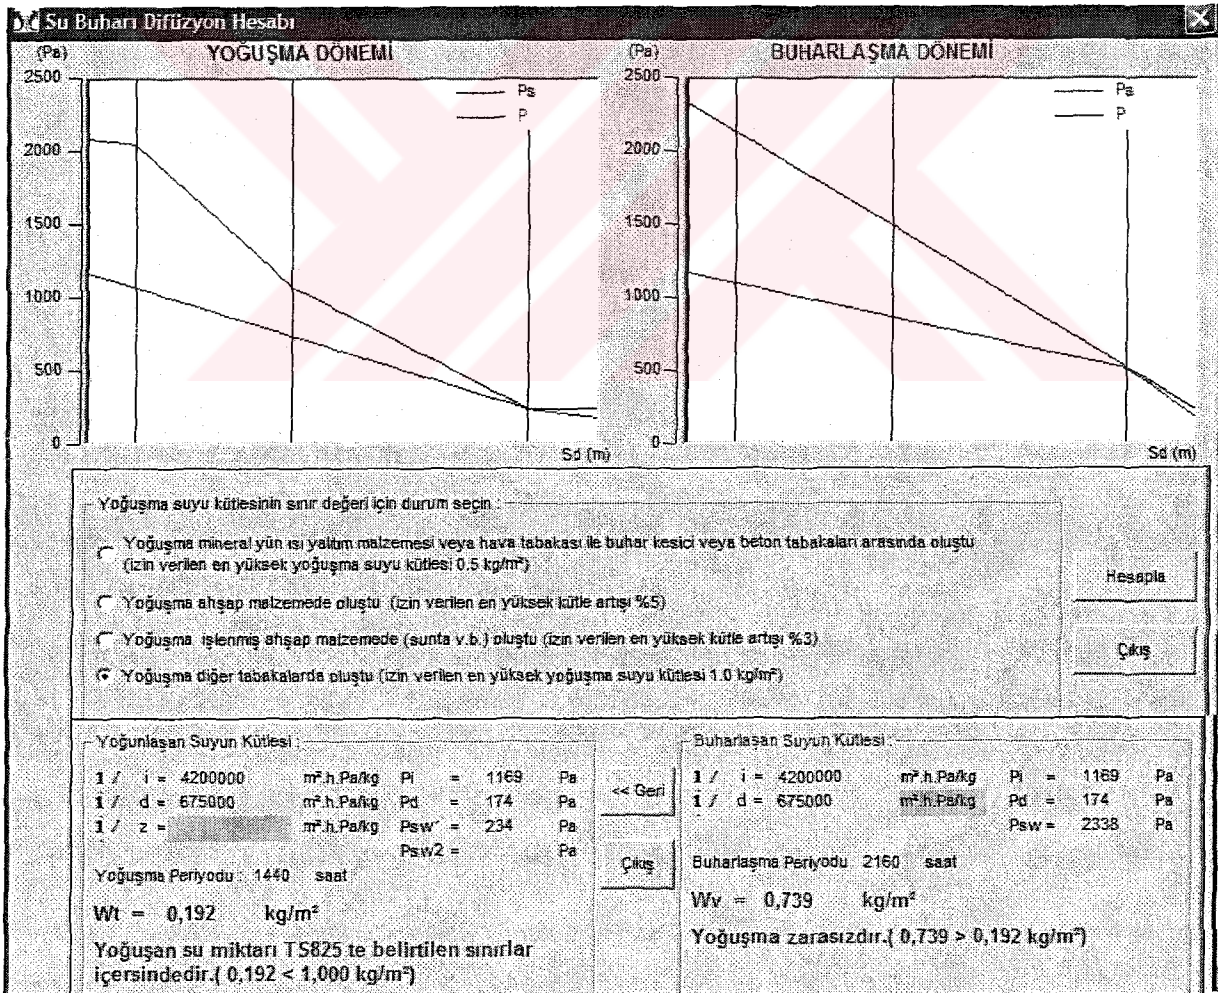 Su Buharı Difüzyon Hesabı
(Pa) YOĞUŞMA DÖNEMİ
2500
2000
1500
1000
500
0
Ps
P
Sd (m)
(Pa) BUHARLAŞMA DÖNEMİ
2500
2000
1500
1000
500
0
Pa
P
Sd (m)
Yoğuşma suyu kütlesinin sınır değeri için durum seçin :
Yoğuşma mineral yün ısı yalıtım malzemesi veya hava tabakası ile buhar kesici veya beton tabakaları arasında oluştu
(izin verilen en yüksek yoğuşma suyu kütlesi 0.5 kg/m²)
Yoğuşma ahşap malzemede oluştu (izin verilen en yüksek kütle artışı %5)
Yoğuşma işlenmiş ahşap malzemede (sunta v.b.) oluştu (izin verilen en yüksek kütle artışı %3)
Yoğuşma diğer tabakalarda oluştu (izin verilen en yüksek yoğuşma suyu kütlesi 1.0 kg/m²)
Hesapla
Çıkış
Yoğunlaşan Suyun Kütlesi :
1 / i = 4200000 m².h.Pa/kg Pi = 1169 Pa
1 / d = 675000 m².h.Pa/kg Pd = 174 Pa
1 / z = m².h.Pa/kg Psw1 = 234 Pa
Psw2 = Pa
Yoğuşma Periyodu : 1440 saat
Wt = 0,192 kg/m²
Yoğuşan su miktarı TS825 te belirtilen sınırlar
içersindedir.( 0,192 < 1,000 kg/m²)
<< Geri
Çıkış
Buharlaşan Suyun Kütlesi :
1 / i = 4200000 m².h.Pa/kg Pi = 1169 Pa
1 / d = 675000 m².h.Pa/kg Pd = 174 Pa
Psw = 2338 Pa
Buharlaşma Periyodu 2160 saat
Wv = 0,739 kg/m²
Yoğuşma zarasızdır.( 0,739 > 0,192 kg/m²)